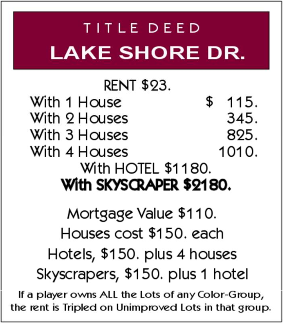 TITLE DEED
LAKE SHORE DR.
RENT $23.
With 1 House $ 115.
With 2 Houses 345.
With 3 Houses 825.
With 4 Houses 1010.
With HOTEL $1180.
With SKYSCRAPER $2180.
Mortgage Value $110.
Houses cost $150. each
Hotels, $150. plus 4 houses
Skyscrapers, $150. plus 1 hotel
If a player owns ALL the Lots of any Color-Group,
the rent is Tripled on Unimproved Lots in that group.